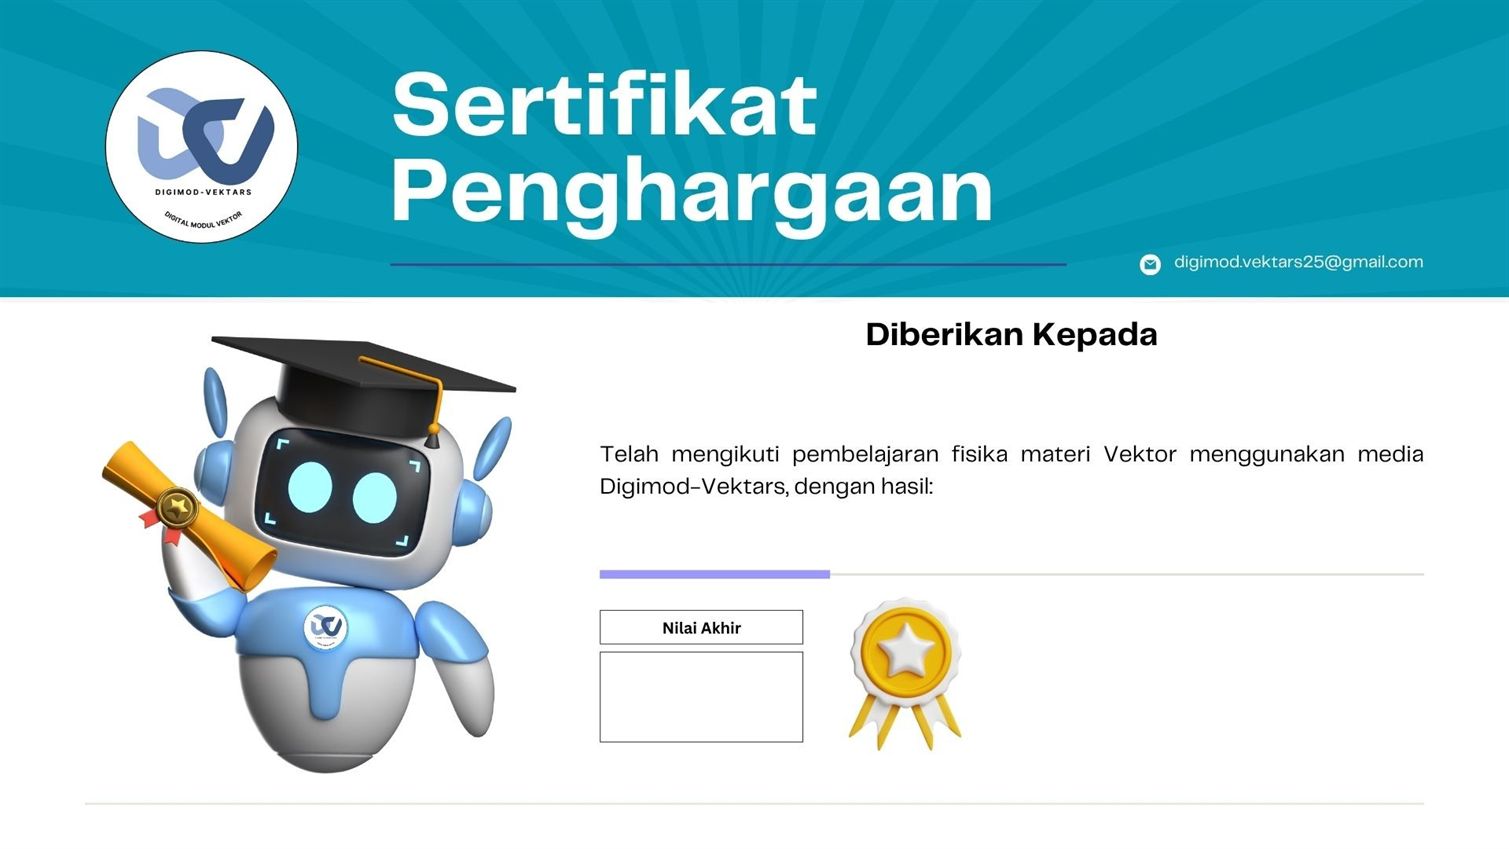 DIGIMOD-VEKTARS
DIGITAL MODUL VEKTOR
Sertifikat
Penghargaan
digimod.vektars25@gmail.com
Diberikan Kepada
Telah mengikuti pembelajaran fisika materi Vektor menggunakan media
Digimod-Vektars, dengan hasil:
Nilai Akhir